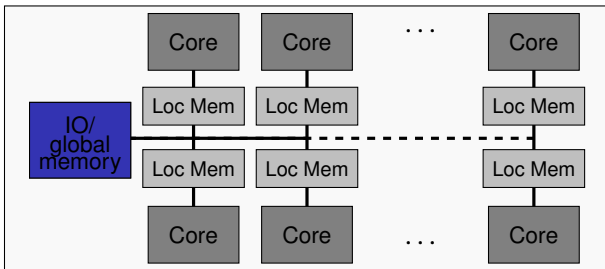 Core Core ... Core
Loc Mem Loc Mem Loc Mem
IO/
global
memory
Loc Mem Loc Mem Loc Mem
Core Core ... Core